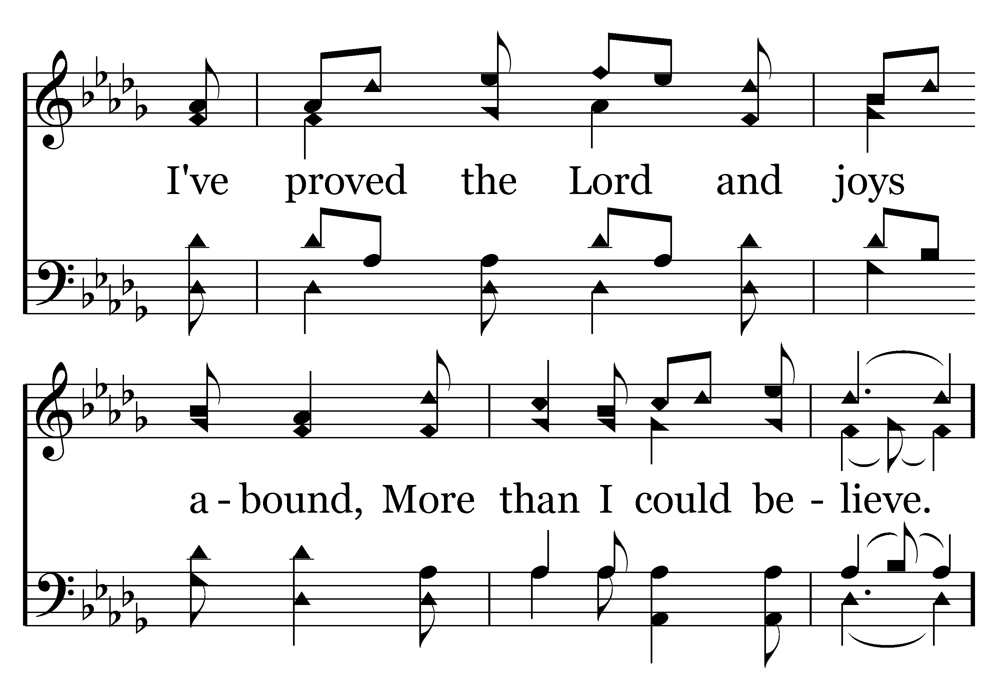 I've proved the Lord and joys
a - bound, More than I could be - lieve.